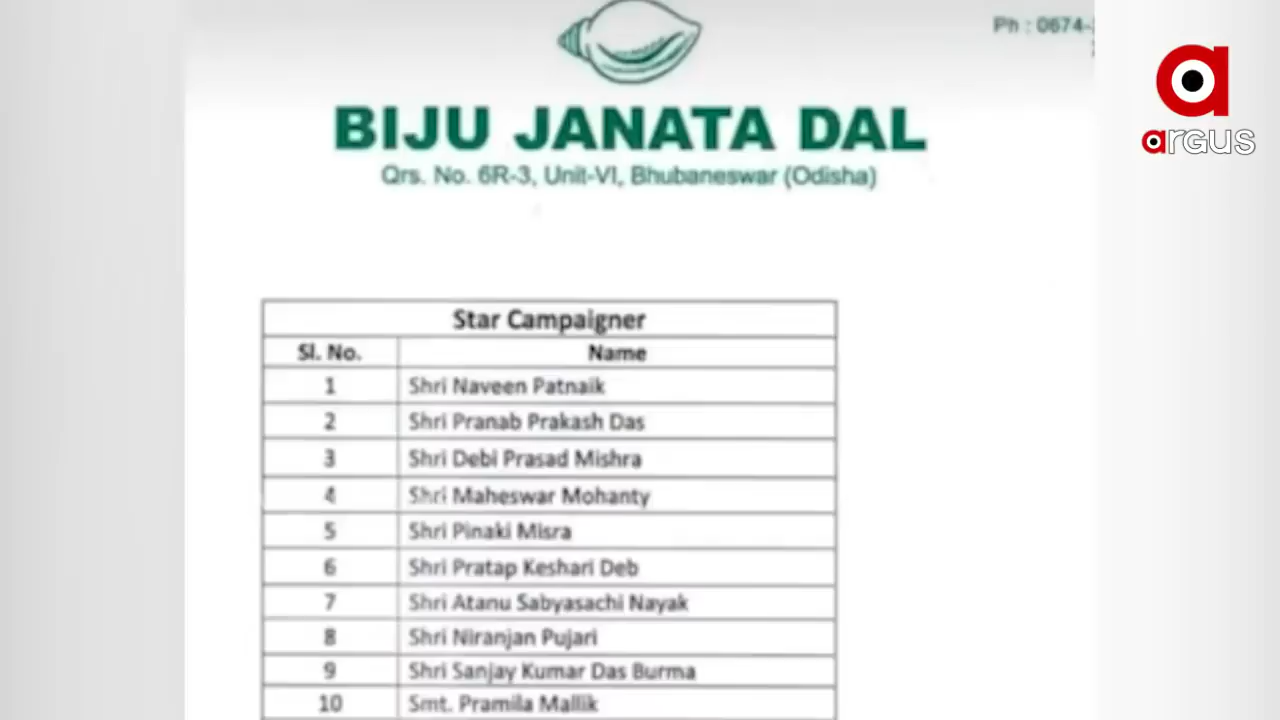 Ph : 0674-
BIJU JANATA DAL
Qrs. No. 6R-3, Unit-VI, Bhubaneswar (Odisha)
argus
Star Campaigner
Sl. No. Name
1 Shri Naveen Patnaik
2 Shri Pranab Prakash Das
3 Shri Debi Prasad Mishra
4 Shri Maheswar Mohanty
5 Shri Pinaki Misra
6 Shri Pratap Keshari Deb
7 Shri Atanu Sabyasachi Nayak
8 Shri Niranjan Pujari
9 Shri Sanjay Kumar Das Burma
10 Smt. Pramila Mallik